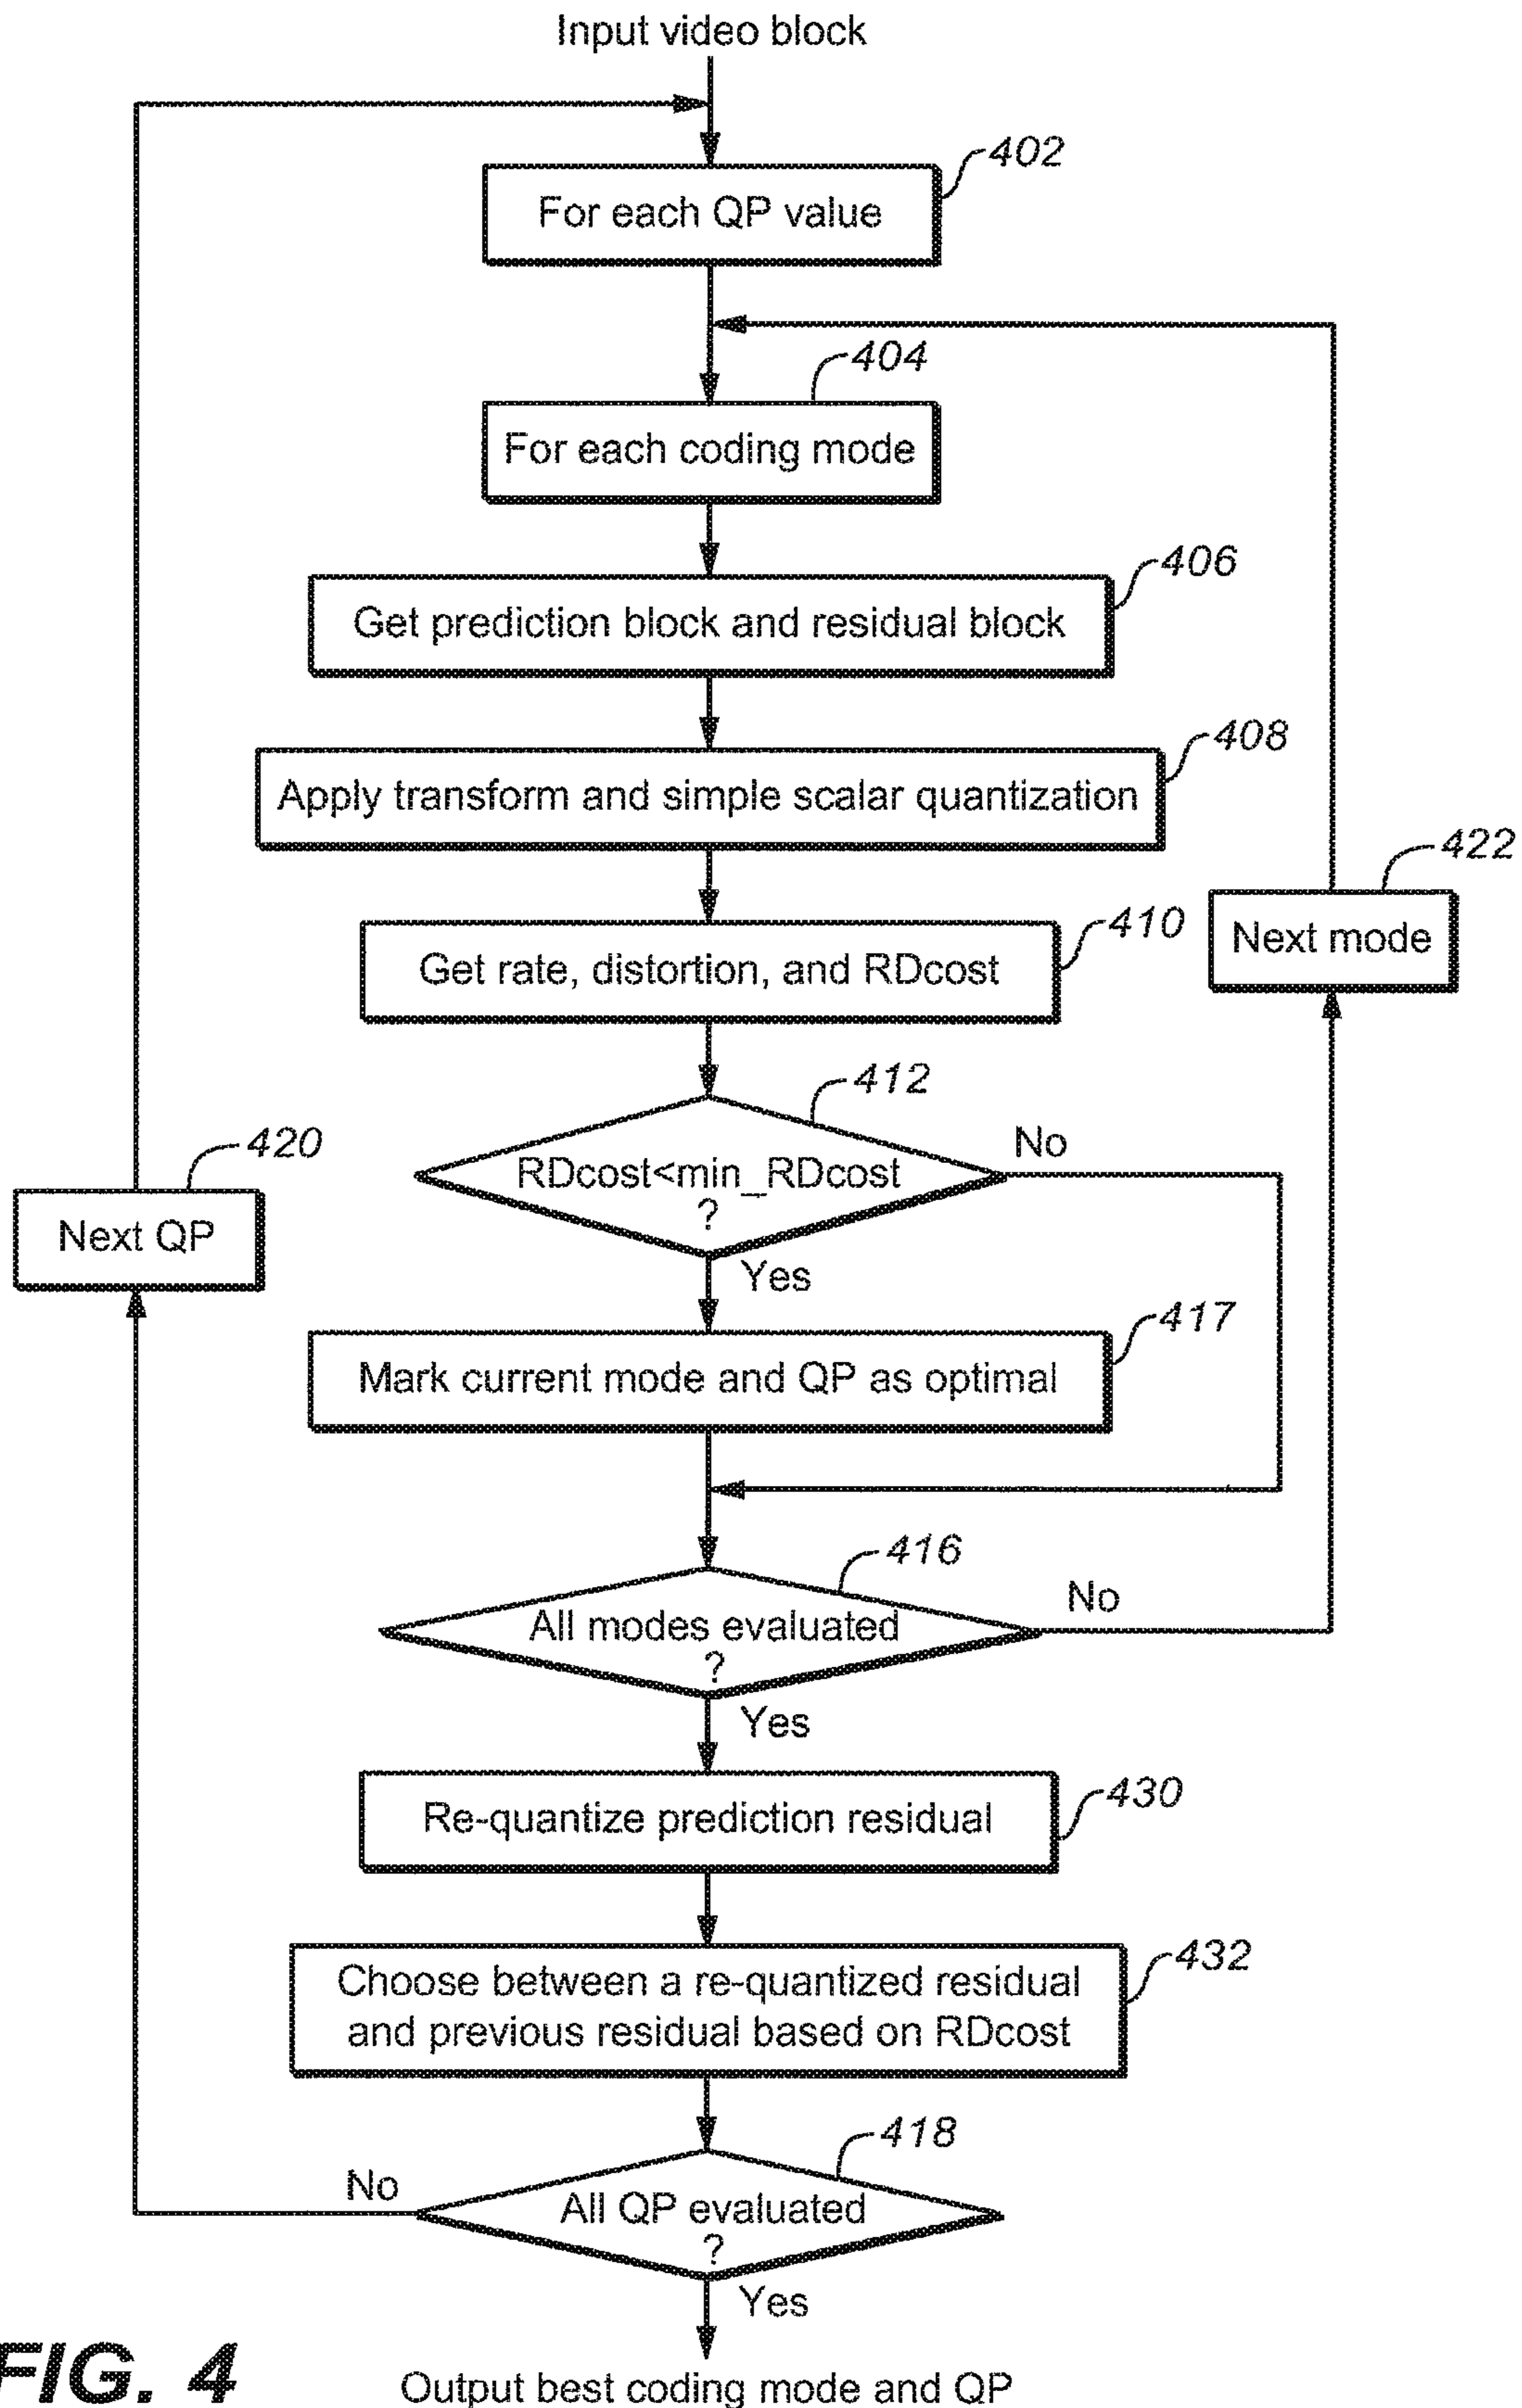 Input video block
402
For each QP value
404
For each coding mode
406
Get prediction block and residual block
408
Apply transform and simple scalar quantization
422
Next mode
410
Get rate, distortion, and RDcost
412
No
RDcost<min_RDcost
?
Yes
420
Next QP
417
Mark current mode and QP as optimal
416
No
All modes evaluated
?
Yes
430
Re-quantize prediction residual
432
Choose between a re-quantized residual
and previous residual based on RDcost
418
No
All QP evaluated
?
Yes
FIG. 4
Output best coding mode and QP